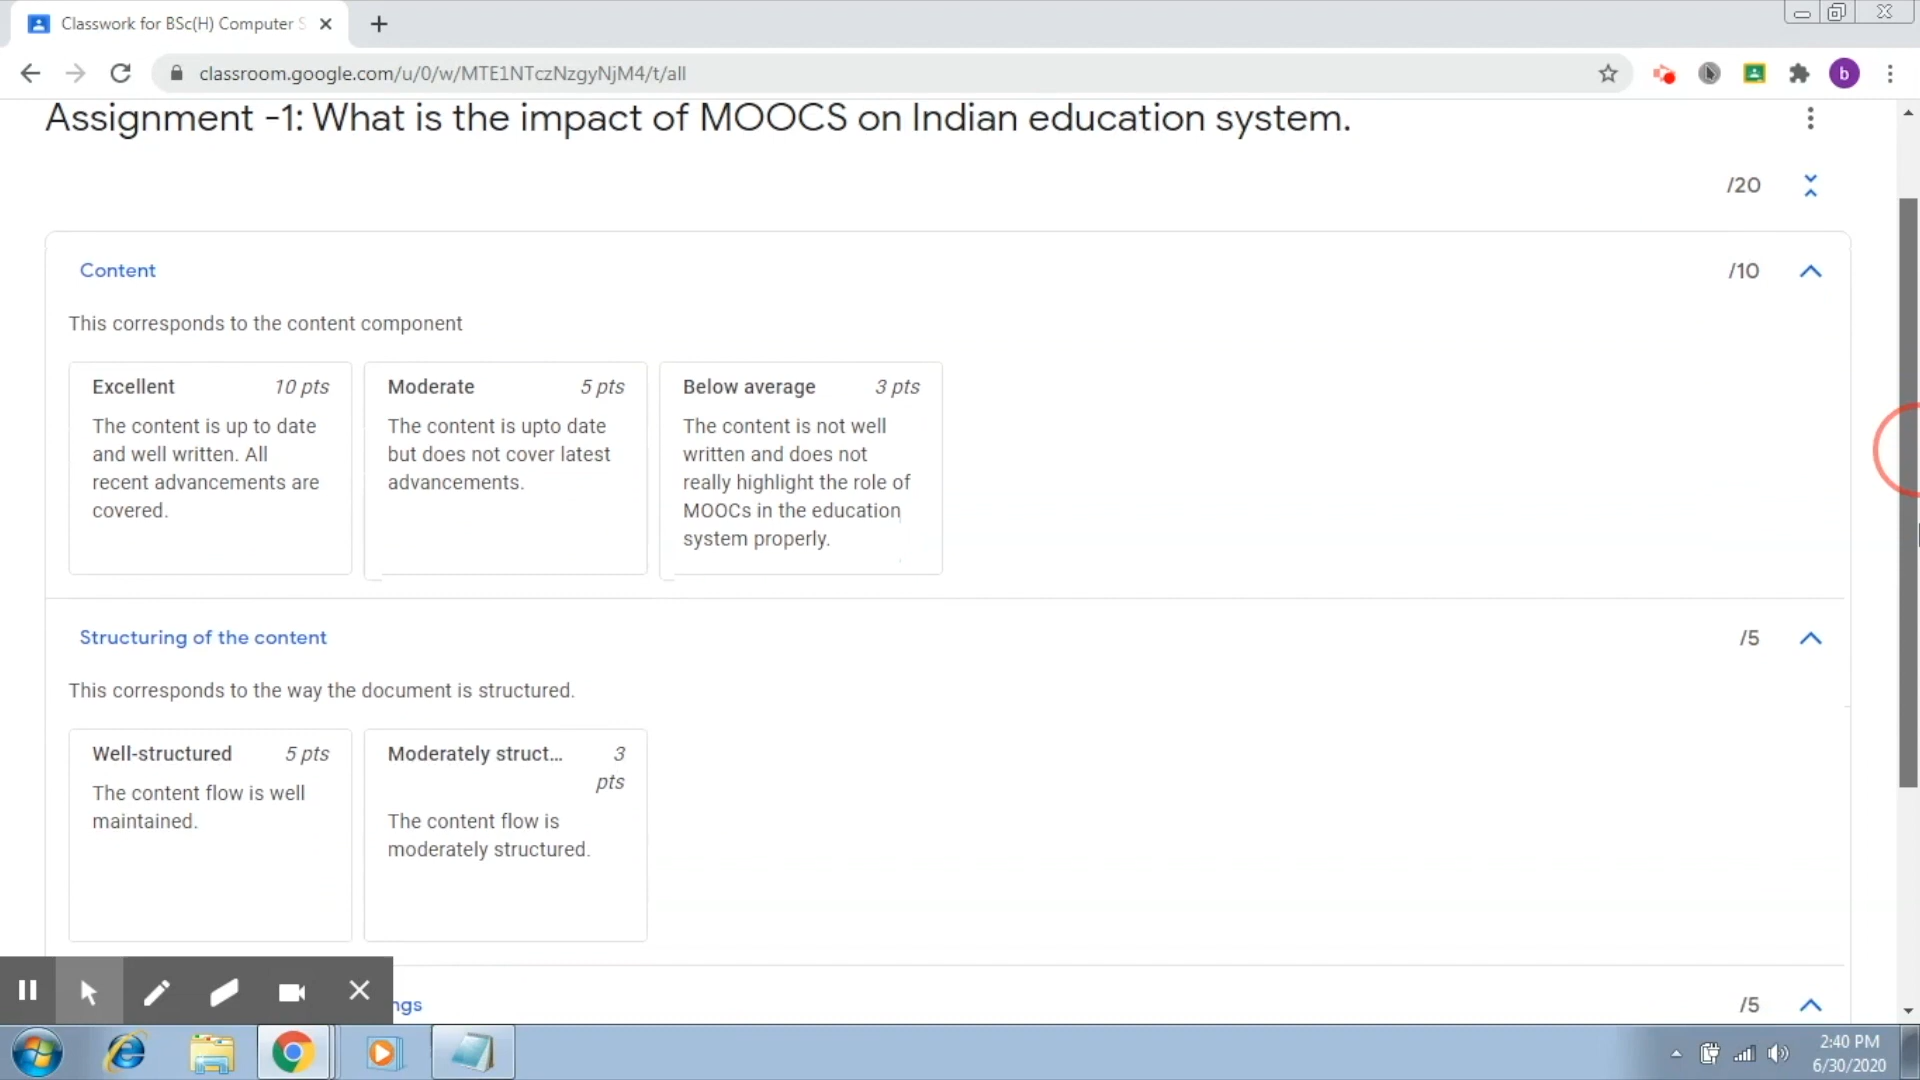 Classwork for BSc(H) Computer S
classroom.google.com/u/0/w/MTE1NTczNzgyNjM4/t/all
b
Assignment -1: What is the impact of MOOCS on Indian education system.
/20
Content
/10
This corresponds to the content component
Excellent 10 pts
The content is up to date
and well written. All
recent advancements are
covered.
Moderate 5 pts
The content is upto date
but does not cover latest
advancements.
Below average 3 pts
The content is not well
written and does not
really highlight the role of
MOOCs in the education
system properly.
Structuring of the content
/5
This corresponds to the way the document is structured.
Well-structured 5 pts
The content flow is well
maintained.
Moderately struct... 3
pts
The content flow is
moderately structured.
ngs
/5
2:40 PM
6/30/2020